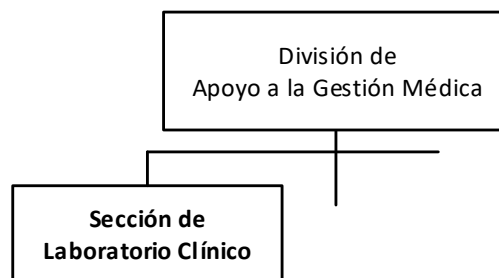 División de
Apoyo a la Gestión Médica
Sección de
Laboratorio Clínico